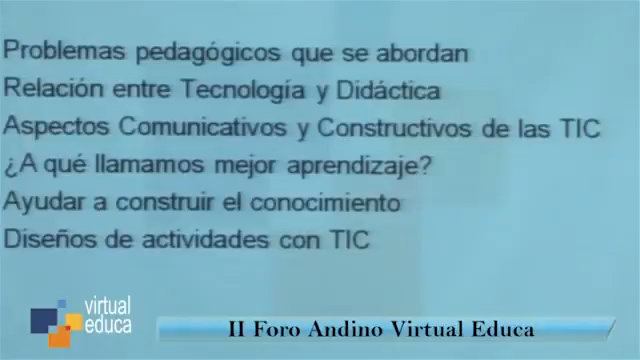 Problemas pedagógicos que se abordan
Relación entre Tecnología y Didáctica
Aspectos Comunicativos y Constructivos de las TIC
¿A qué llamamos mejor aprendizaje?
Ayudar a construir el conocimiento
Diseños de actividades con TIC
virtual
educa
II Foro Andino Virtual Educa